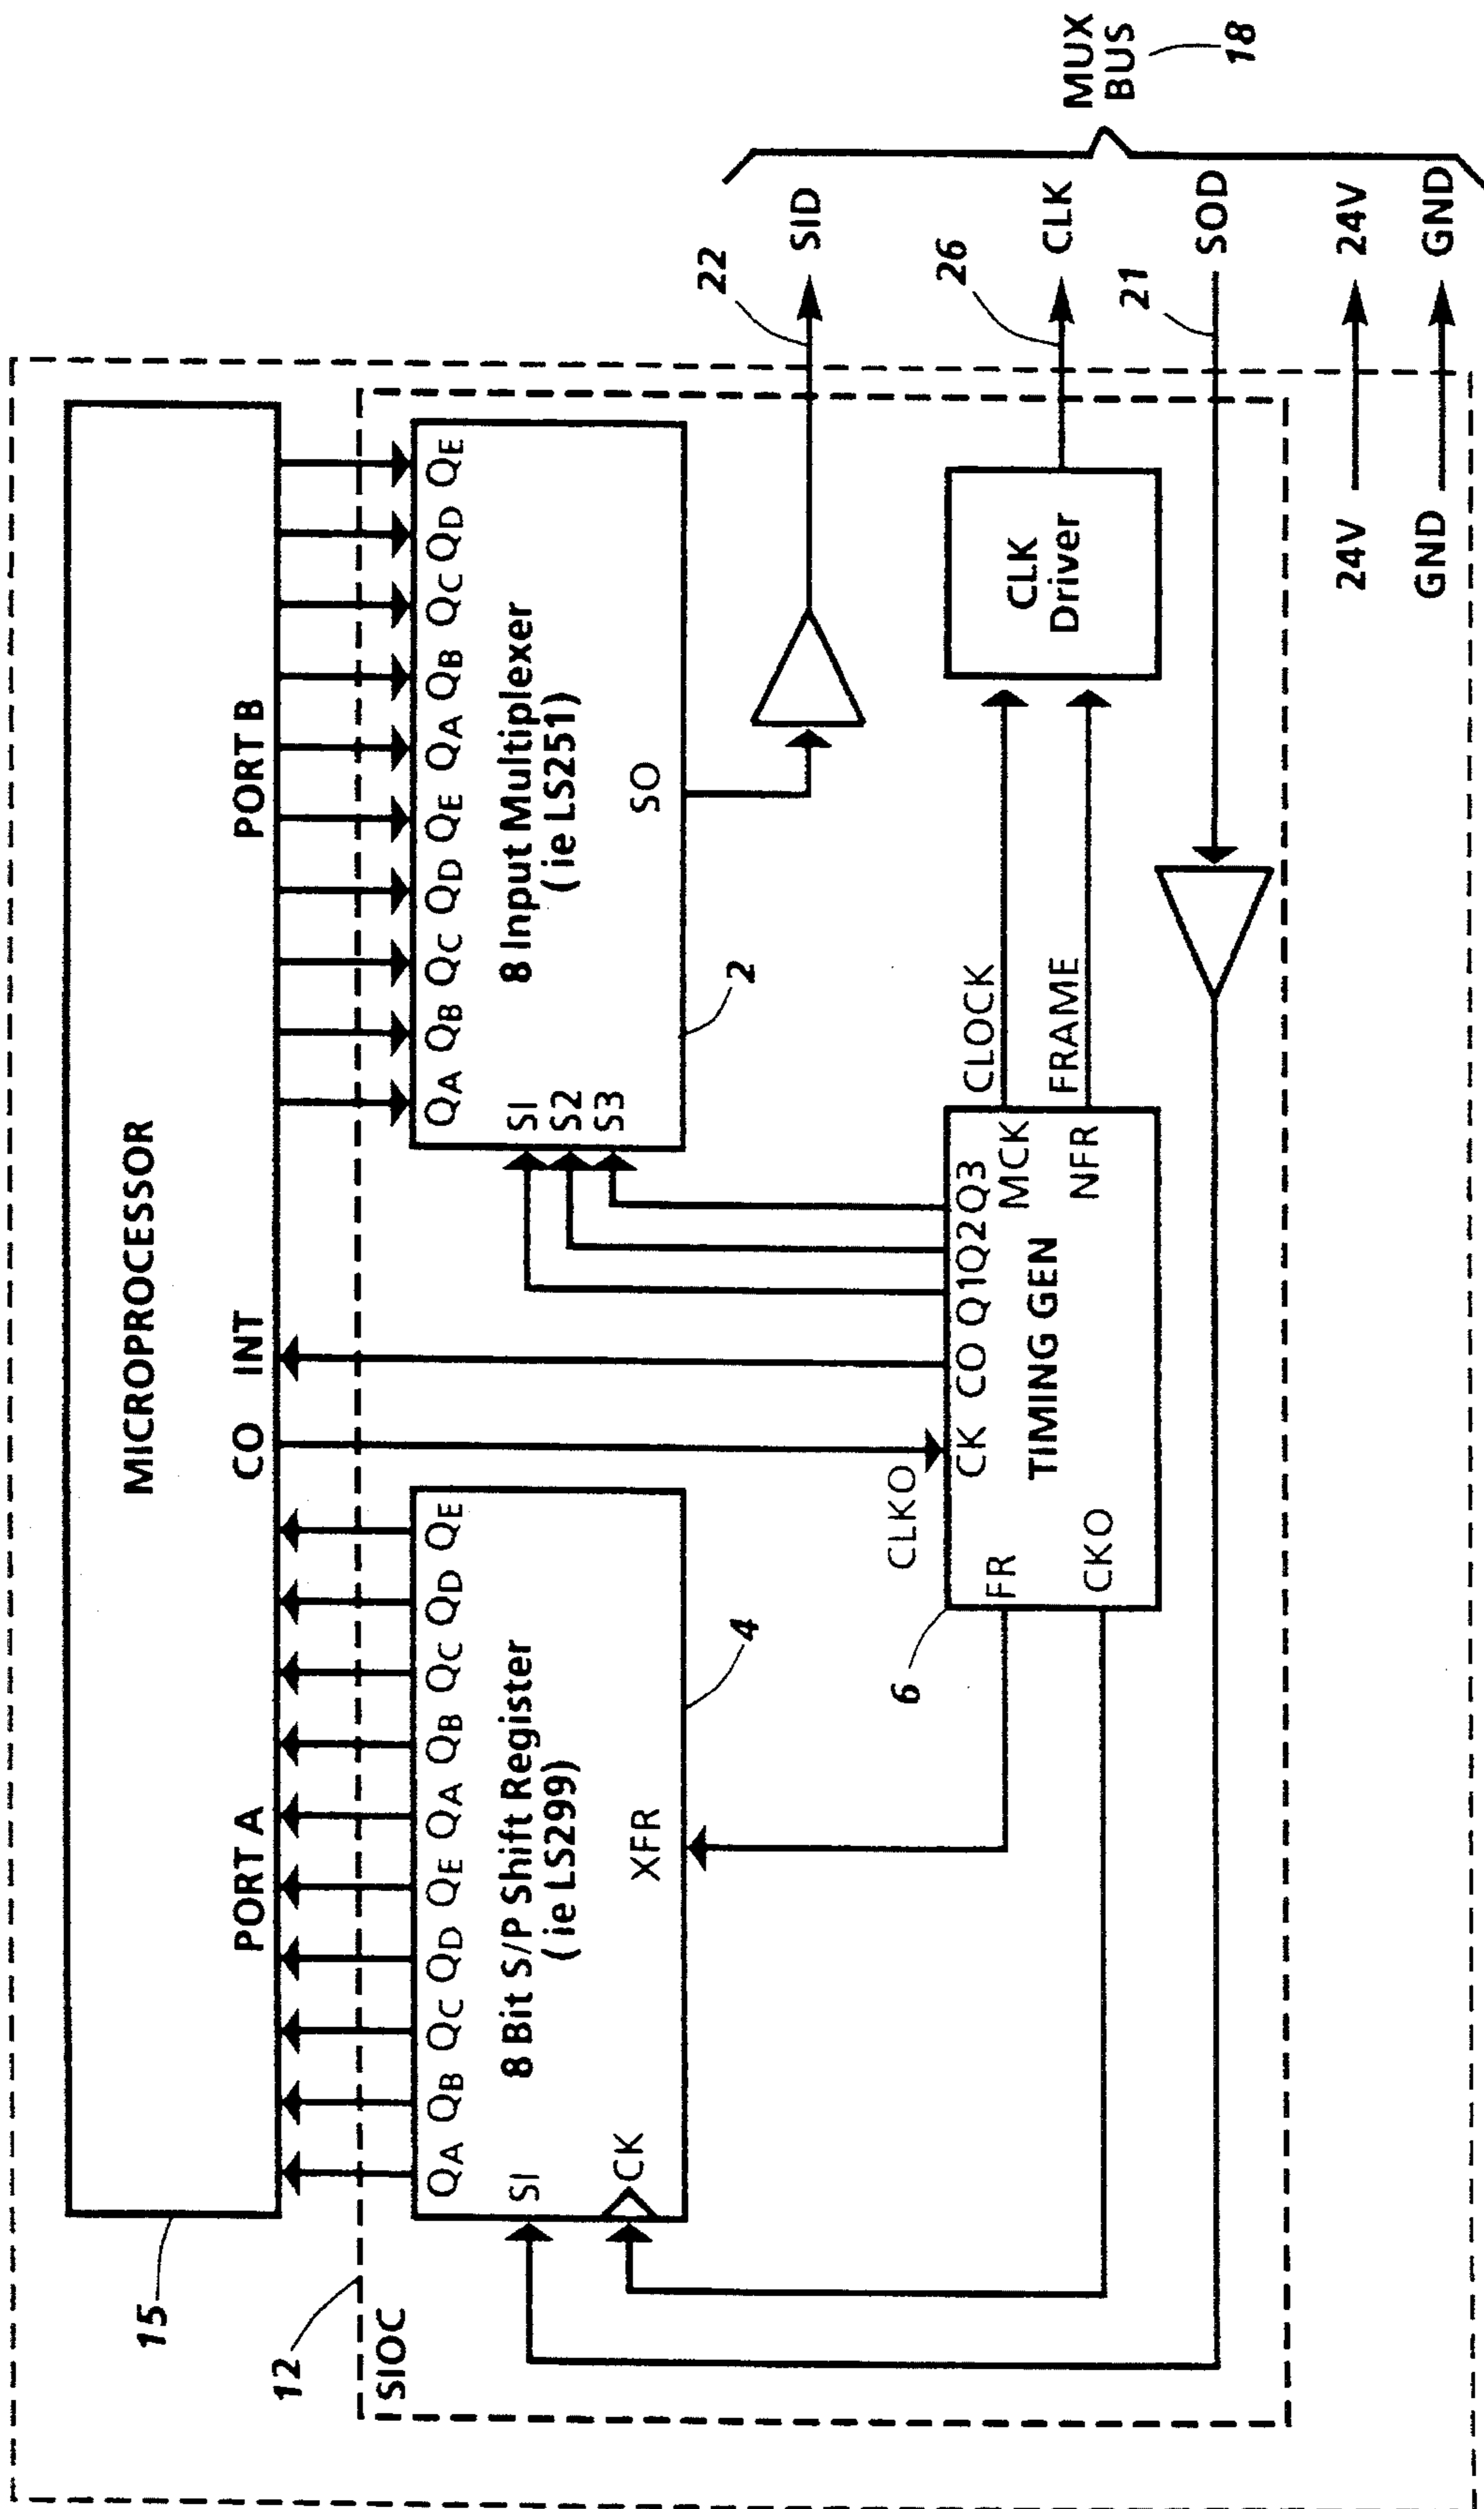 15
MICROPROCESSOR
PORT A
CO
INT
PORT B
12
SIOC
QA QB QC QD QE QA QB QC QD QE
SI
8 Bit S/P Shift Register
(ie LS299)
CK
XFR
4
QA QB QC QD QE QA QB QC QD QE
SI
S2
S3
8 Input Multiplexer
(ie LS251)
SO
2
22
SID
CLKO
6
CK CO Q1 Q2 Q3
FR
MCK
TIMING GEN
CKO
NFR
CLOCK
FRAME
CLK
Driver
26
CLK
21
SOD
24V
24V
GND
GND
MUX
BUS
18